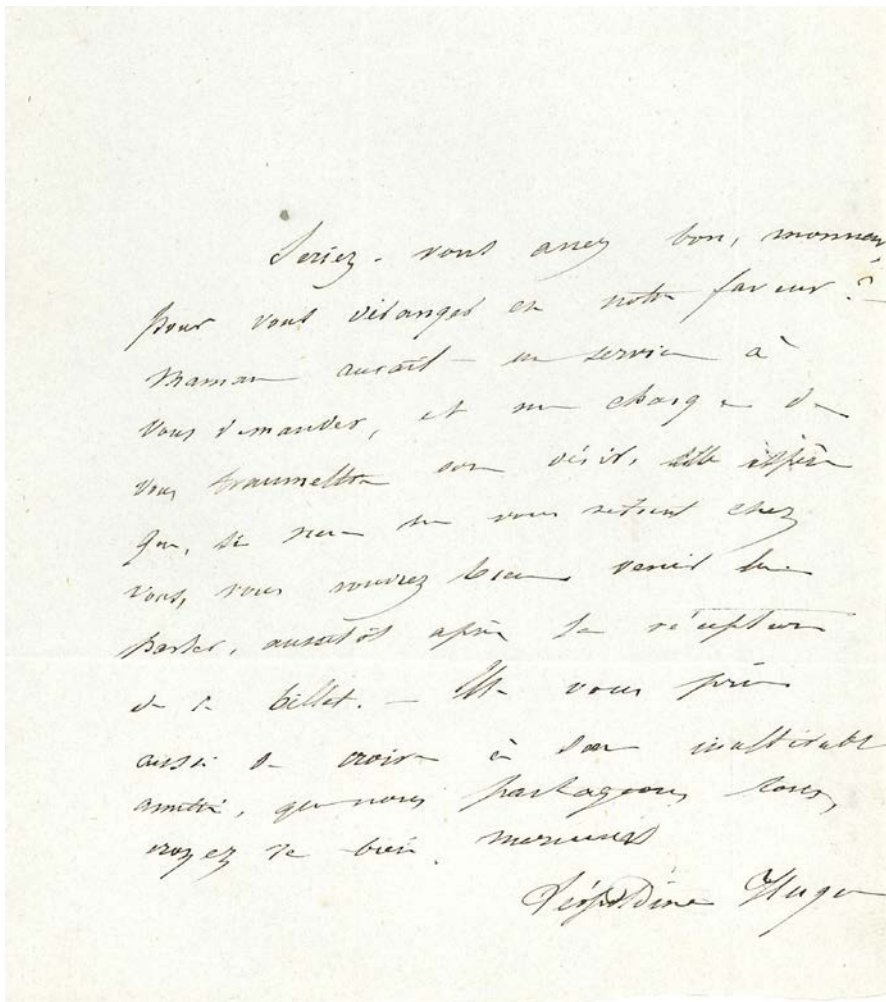 Seriez-vous assez bon, monsieur,
pour vous déranger en notre faveur ?
Maman aurait un service à
vous demander, et me charge de
vous transmettre son désir. elle espère
que, si rien ne vous retient chez
vous, vous voudrez bien venir lui
parler, aussitôt après la réception
de ce billet. — Elle vous prie
aussi de croire à son inaltérable
amitié, que nous partageons tous,
croyez le bien, monsieur
Léopoldine Hugo